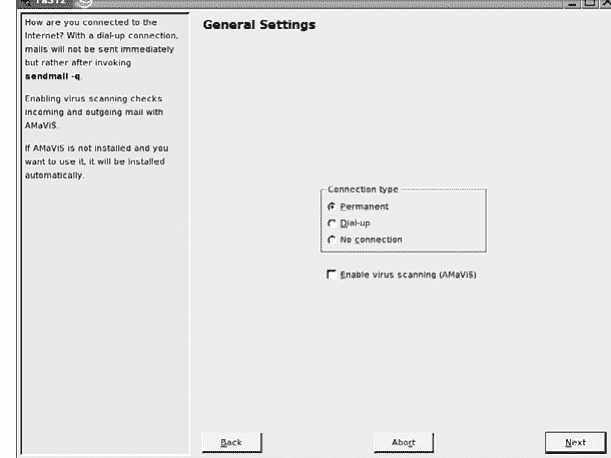 YaST2
How are you connected to the
Internet? With a dial-up connection,
mails will not be sent immediately
but rather after invoking
sendmail -q.
Enabling virus scanning checks
incoming and outgoing mail with
AMaViS.
If AMaViS is not installed and you
want to use it, it will be installed
automatically.
General Settings
Connection type
Permanent
Dial-up
No connection
Enable virus scanning (AMaViS)
Back
Abort
Next